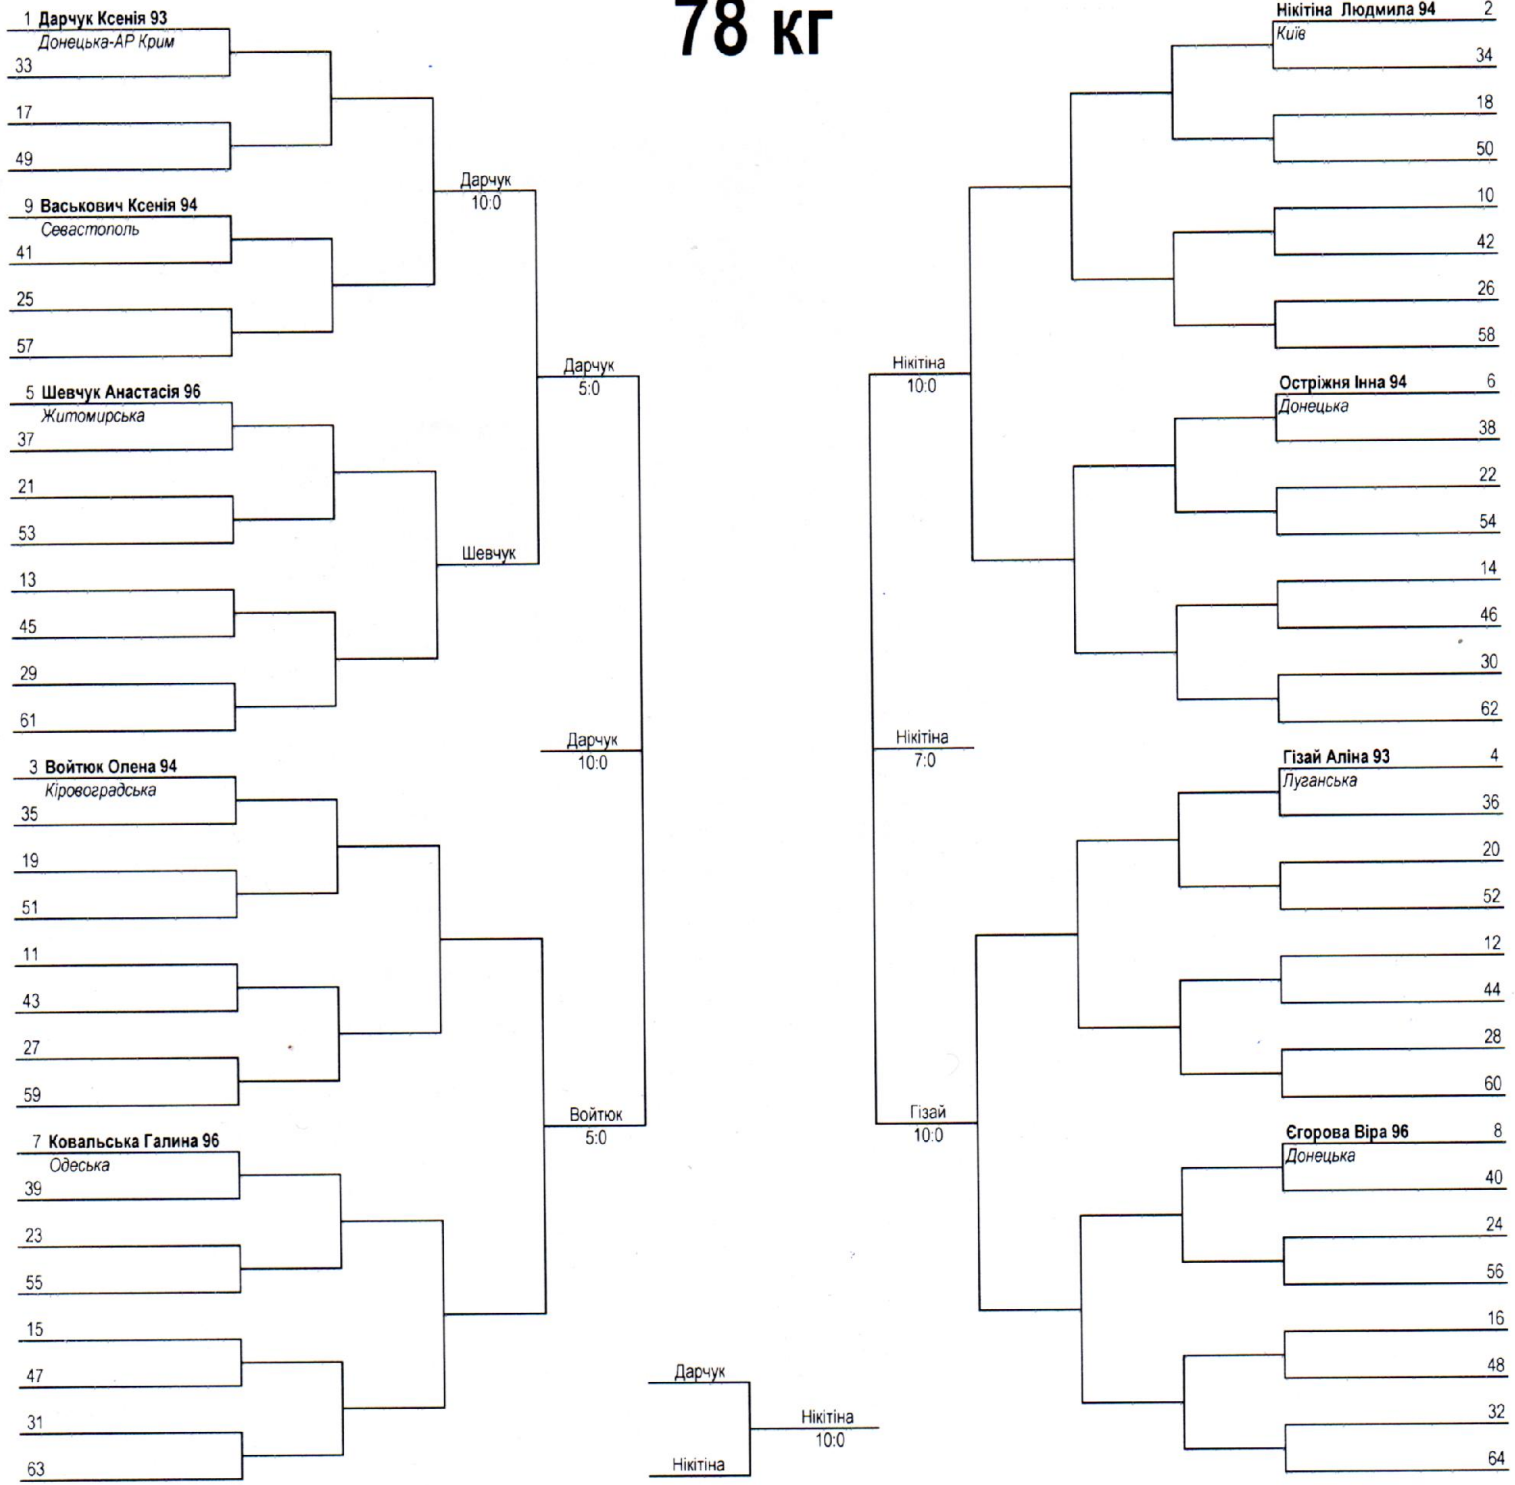 78 кг
1 Дарчук Ксенія 93
Донецька-АР Крим
33
17
49
9 Васькович Ксенія 94
Севастополь
41
25
57
5 Шевчук Анастасія 96
Житомирська
37
21
53
13
45
29
61
3 Войтюк Олена 94
Кіровоградська
35
19
51
11
43
27
59
7 Ковальська Галина 96
Одеська
39
23
55
15
47
31
63
Дарчук
10:0
Шевчук
Дарчук
5:0
Войтюк
5:0
Дарчук
10:0
Дарчук
Нікітіна
Нікітіна
10:0
Нікітіна
7:0
Нікітіна
10:0
Гізай
10:0
Нікітіна Людмила 94 2
Київ
34
18
50
10
42
26
58
Остріжня Інна 94 6
Донецька
38
22
54
14
46
30
62
Гізай Аліна 93 4
Луганська
36
20
52
12
44
28
60
Єгорова Віра 96 8
Донецька
40
24
56
16
48
32
64